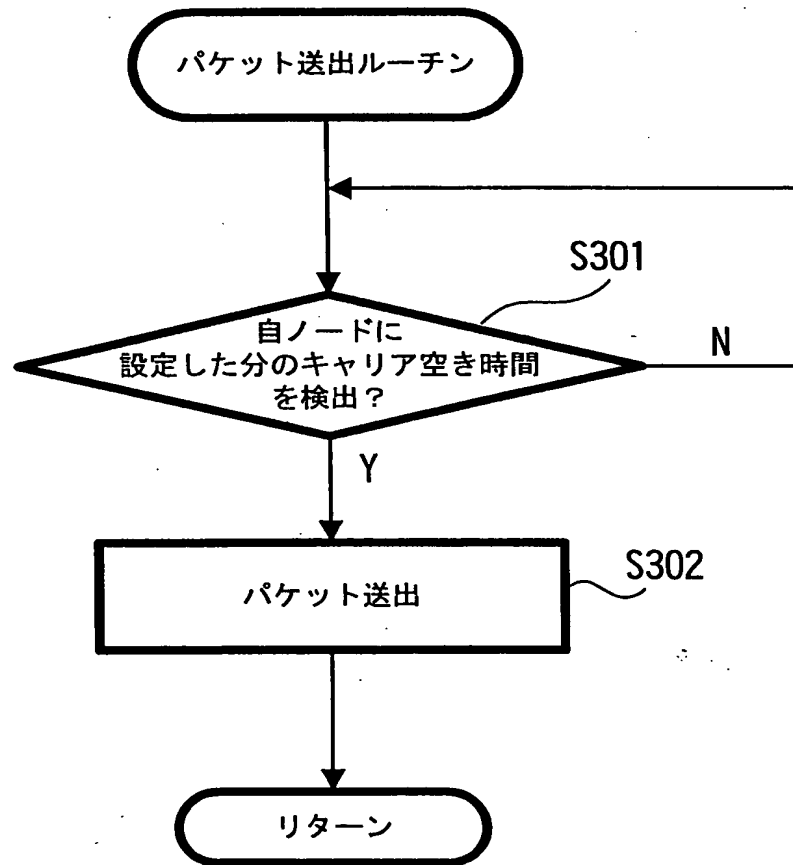 パケット送出ルーチン
S301
自ノードに
設定した分のキャリア空き時間
を検出?
N
Y
S302
パケット送出
リターン